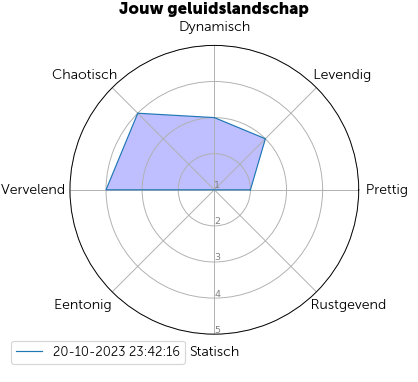 Jouw geluidslandschap
Dynamisch
Chaotisch
Levendig
Vervelend
1
Prettig
2
3
4
Eentonig
Rustgevend
5
20-10-2023 23:42:16
Statisch